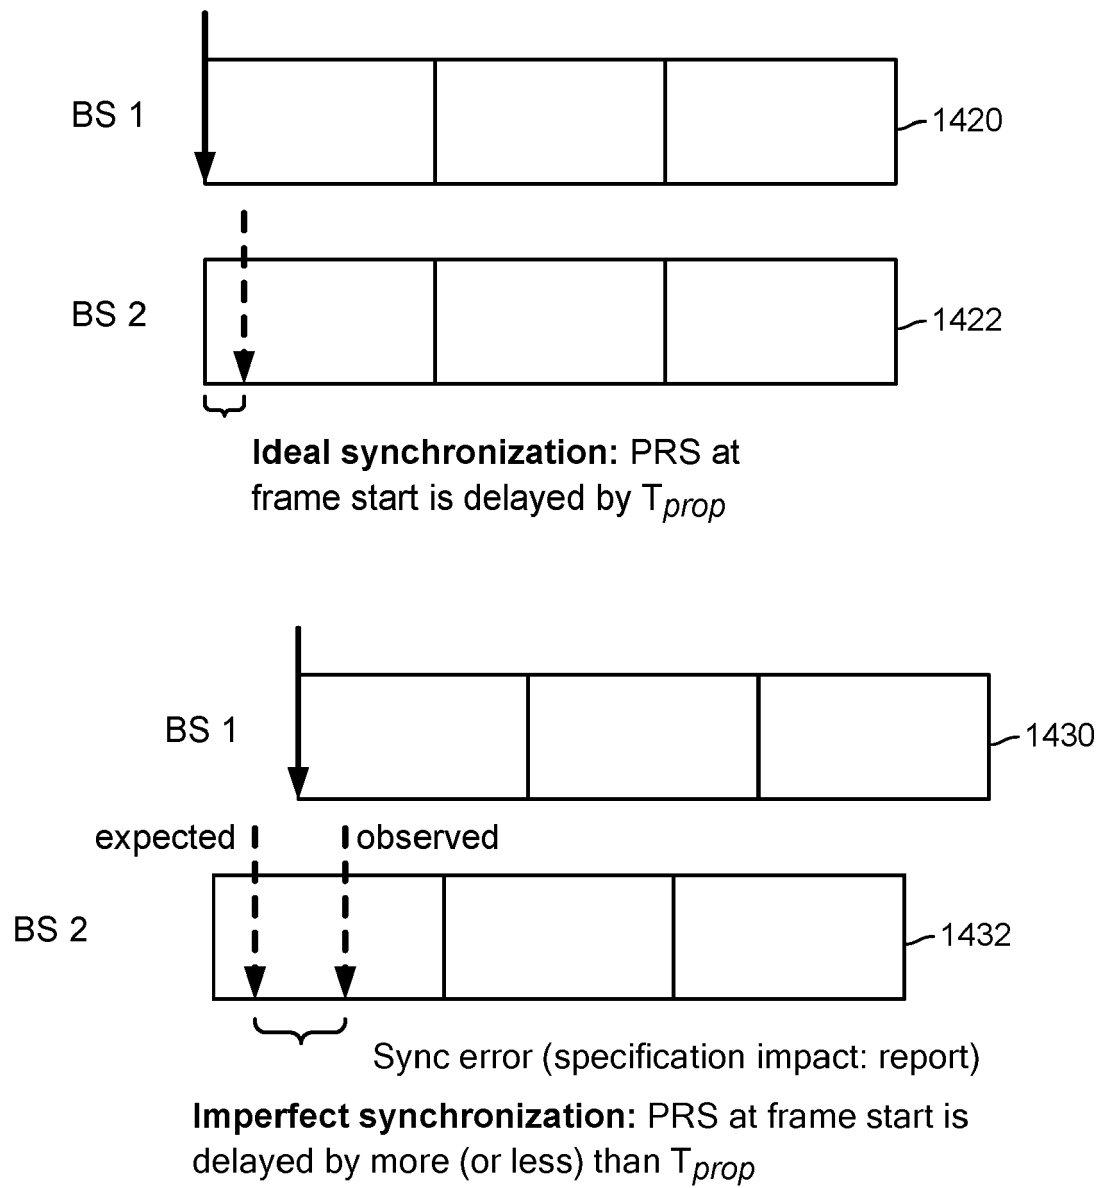 BS 1
1420
BS 2
1422
Ideal synchronization: PRS at
frame start is delayed by Tprop
BS 1
1430
expected
observed
BS 2
1432
Sync error (specification impact: report)
Imperfect synchronization: PRS at frame start is
delayed by more (or less) than Tprop